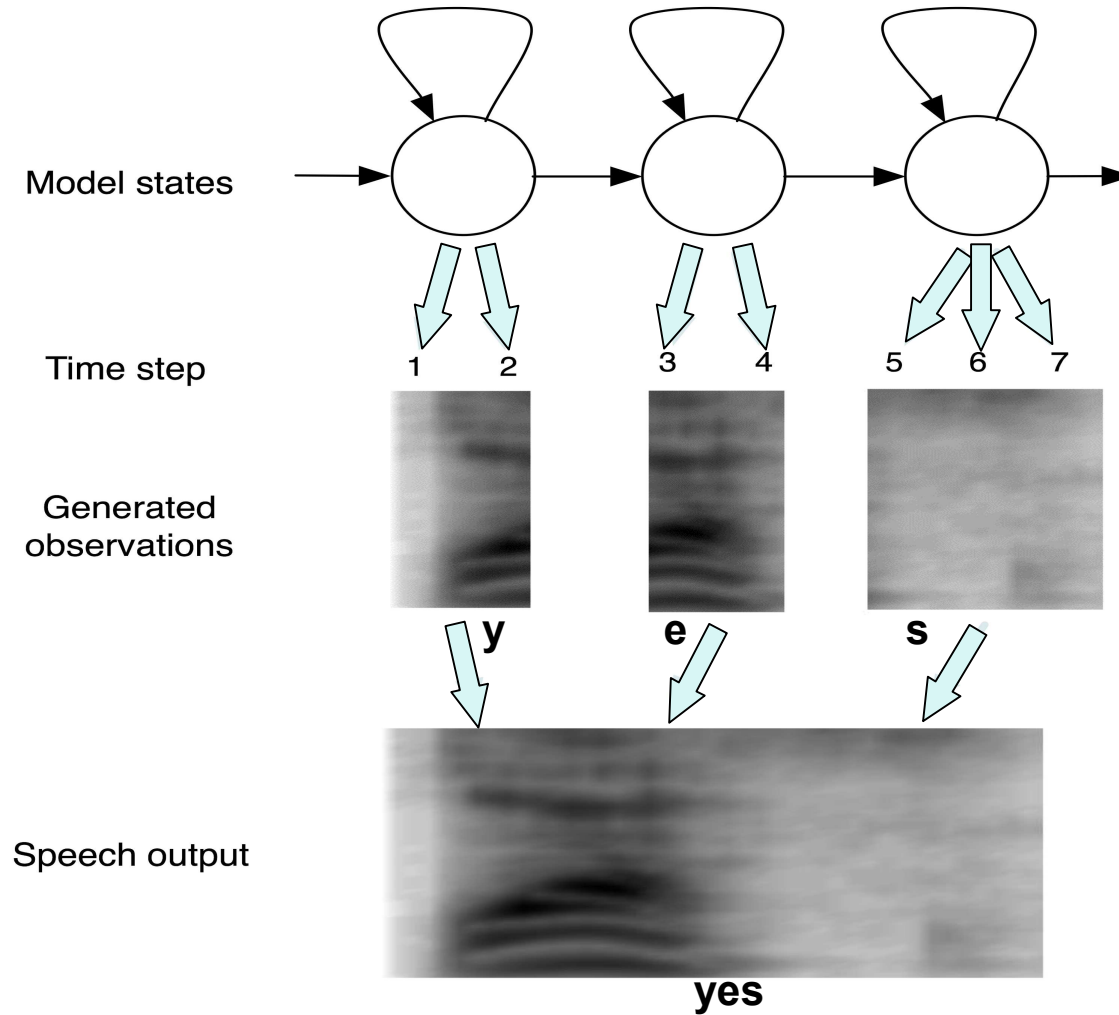 Model states
Time step
1 2 3 4 5 6 7
Generated
observations
y e s
Speech output
yes